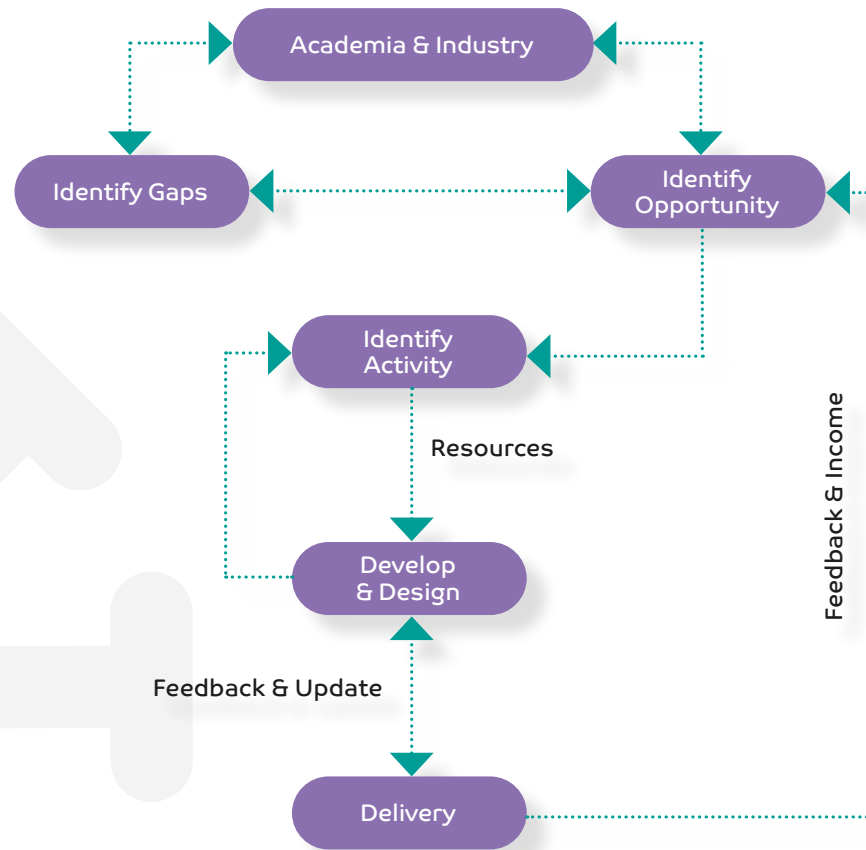 Academia & Industry
Identify Gaps
Identify
Opportunity
Identify
Activity
Resources
Feedback & Income
Develop
& Design
Feedback & Update
Delivery